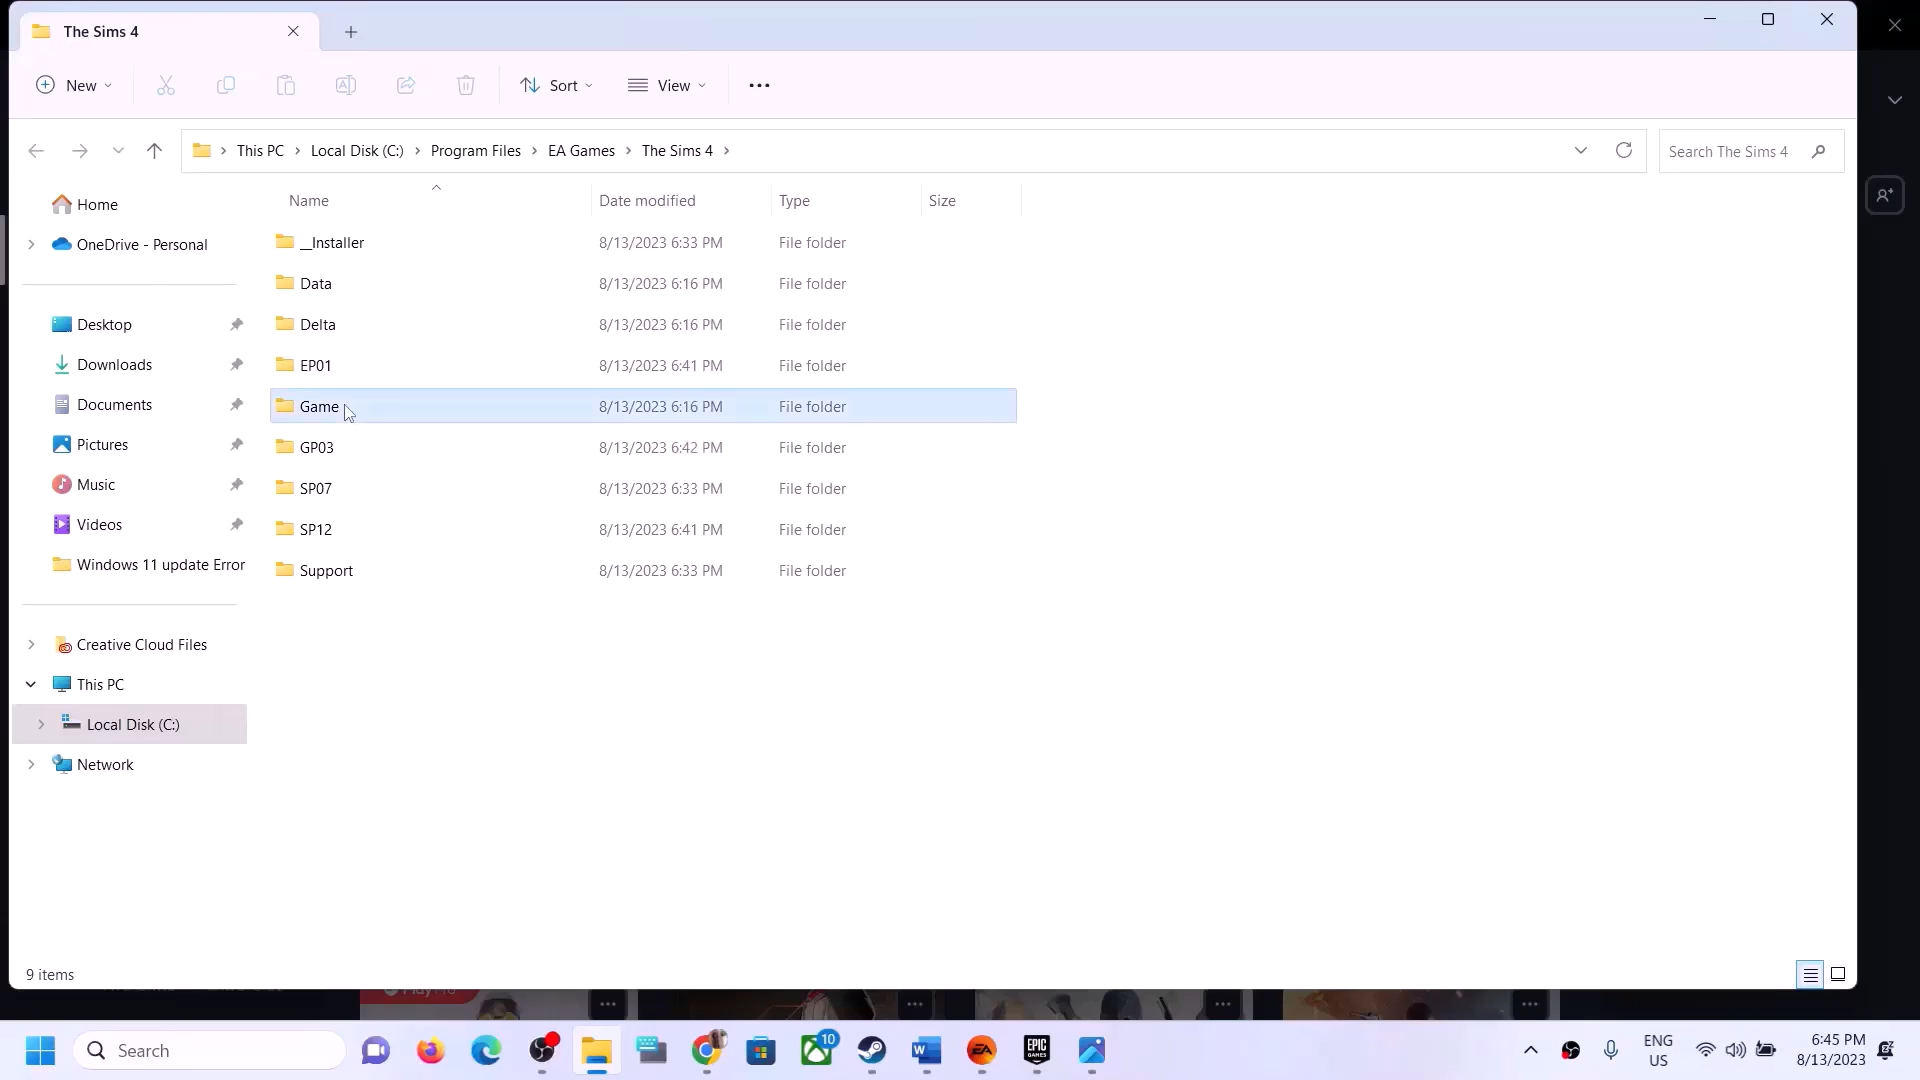 The Sims 4
New
Sort
View
This PC > Local Disk (C:) > Program Files > EA Games > The Sims 4 >
Search The Sims 4
Name
Date modified
Type
Size
Home
OneDrive - Personal
Desktop
Downloads
Documents
Pictures
Music
Videos
Windows 11 update Error
Creative Cloud Files
This PC
Local Disk (C:)
Network
__Installer 8/13/2023 6:33 PM File folder
Data 8/13/2023 6:16 PM File folder
Delta 8/13/2023 6:16 PM File folder
EP01 8/13/2023 6:41 PM File folder
Game 8/13/2023 6:16 PM File folder
GP03 8/13/2023 6:42 PM File folder
SP07 8/13/2023 6:33 PM File folder
SP12 8/13/2023 6:41 PM File folder
Support 8/13/2023 6:33 PM File folder
9 items
Search
10
W
EA
EPIC
GAMES
ENG
US
6:45 PM
8/13/2023